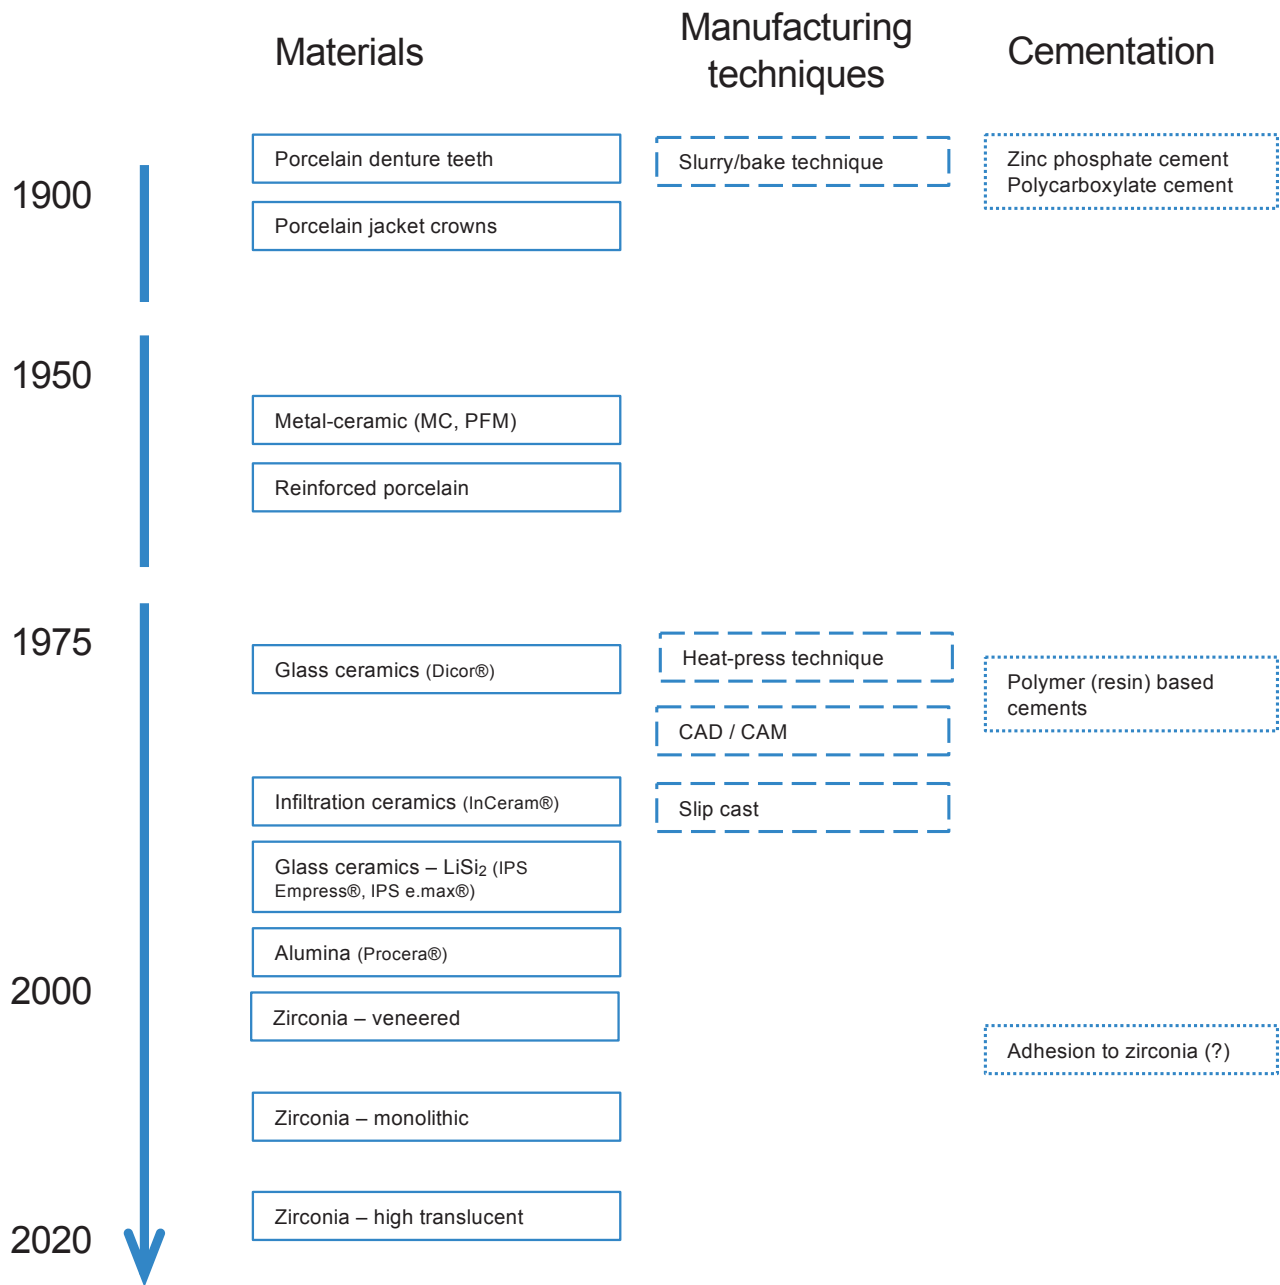 Materials
Manufacturing
techniques
Cementation
1900
Porcelain denture teeth
Slurry/bake technique
Zinc phosphate cement
Polycarboxylate cement
Porcelain jacket crowns
1950
Metal-ceramic (MC, PFM)
Reinforced porcelain
1975
Glass ceramics (Dicor®)
Heat-press technique
Polymer (resin) based
cements
CAD / CAM
Infiltration ceramics (InCeram®)
Slip cast
Glass ceramics – LiSi₂ (IPS
Empress®, IPS e.max®)
Alumina (Procera®)
2000
Zirconia – veneered
Adhesion to zirconia (?)
Zirconia – monolithic
Zirconia – high translucent
2020